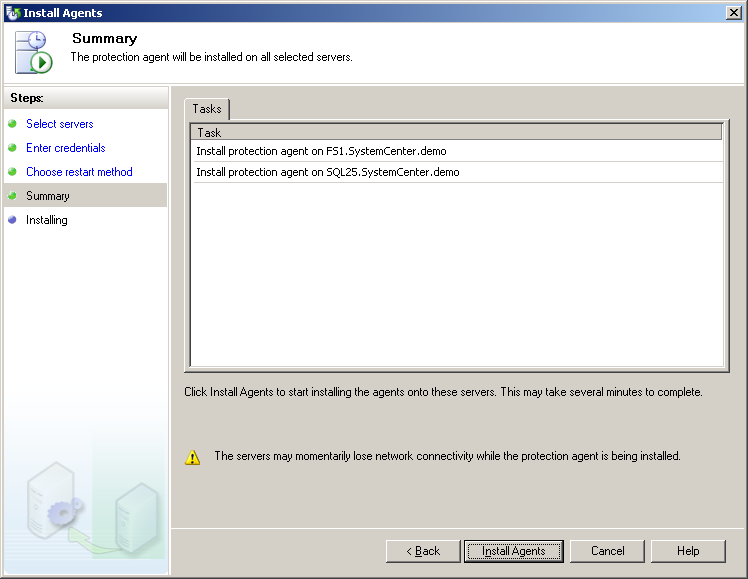 Install Agents
Summary
The protection agent will be installed on all selected servers.
Steps:
Select servers
Enter credentials
Choose restart method
Summary
Installing
Tasks
Task
Install protection agent on FS1.SystemCenter.demo
Install protection agent on SQL25.SystemCenter.demo
Click Install Agents to start installing the agents onto these servers. This may take several minutes to complete.
The servers may momentarily lose network connectivity while the protection agent is being installed.
< Back
Install Agents
Cancel
Help